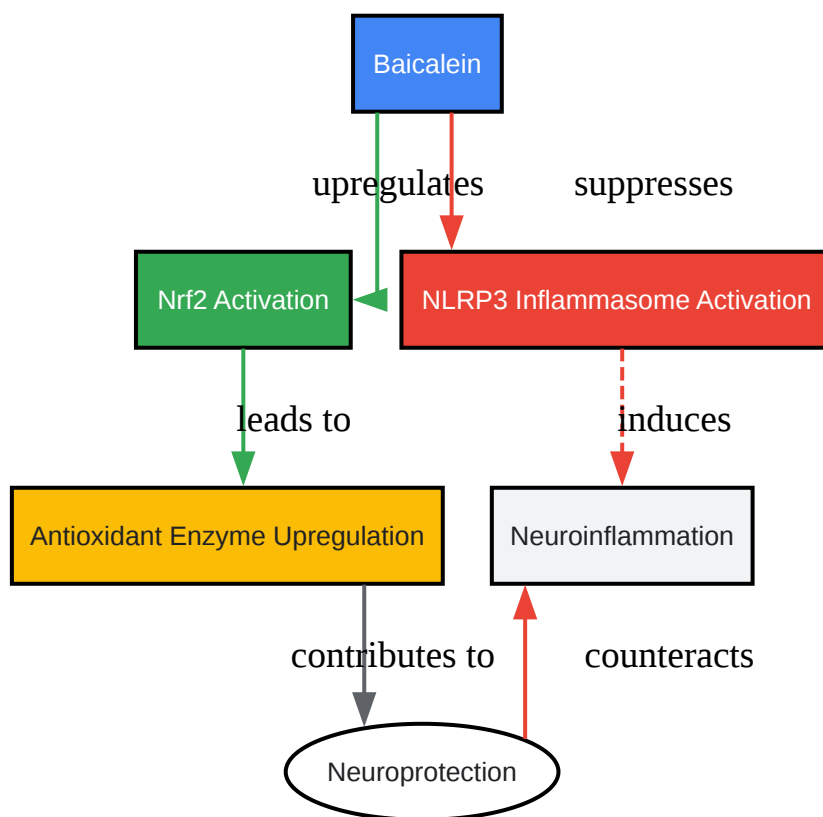 Baicalein
upregulates
suppresses
Nrf2 Activation
NLRP3 Inflammasome Activation
leads to
induces
Antioxidant Enzyme Upregulation
Neuroinflammation
contributes to
counteracts
Neuroprotection